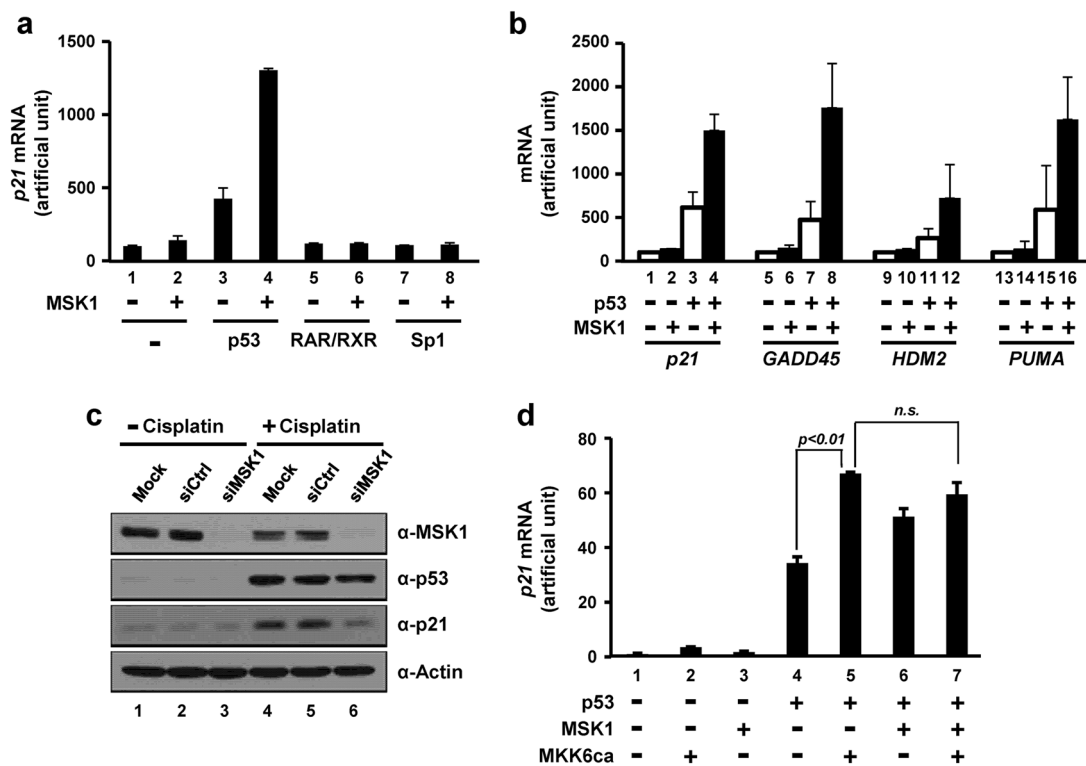 a
p21 mRNA
(artificial unit)
1500
1000
500
0
1 2 3 4 5 6 7 8
MSK1 - + - + - + - +
- p53 RAR/RXR Sp1
b
mRNA
(artificial unit)
2500
2000
1500
1000
500
0
1 2 3 4 5 6 7 8 9 10 11 12 13 14 15 16
p53 - - + + - - + + - - + + - - + +
MSK1 - + - + - + - + - + - + - + - +
p21 GADD45 HDM2 PUMA
c
- Cisplatin + Cisplatin
Mock siCtrl siMSK1 Mock siCtrl siMSK1
α-MSK1
α-p53
α-p21
α-Actin
1 2 3 4 5 6
d
n.s.
p<0.01
p21 mRNA
(artificial unit)
80
60
40
20
0
1 2 3 4 5 6 7
p53 - - - + + + +
MSK1 - - + - - + +
MKK6ca - + - - + - +